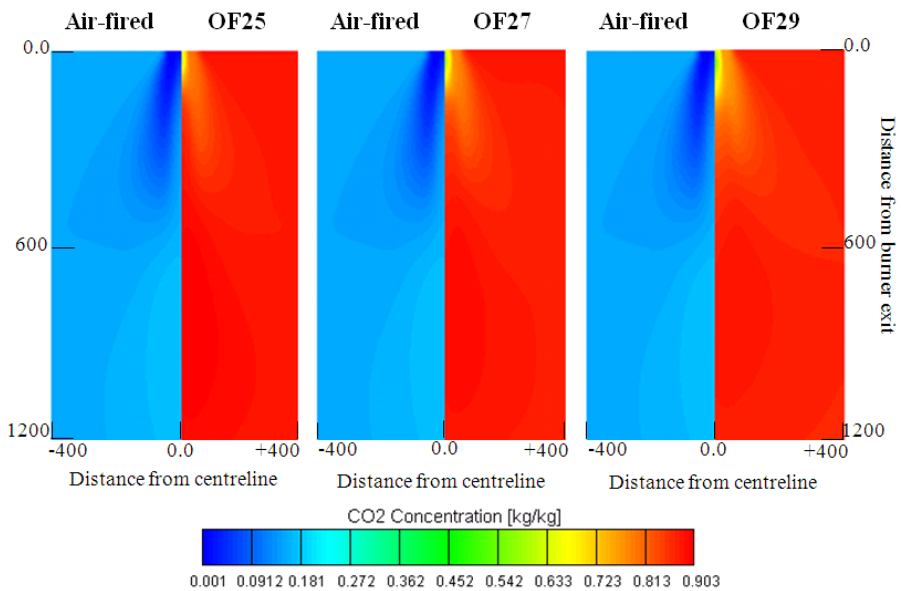 Air-fired OF25 Air-fired OF27 Air-fired OF29
0.0 0.0
600 600
Distance from burner exit
1200 1200
-400 0.0 +400 -400 0.0 +400 -400 0.0 +400
Distance from centreline Distance from centreline Distance from centreline
CO2 Concentration [kg/kg]
0.001 0.0912 0.181 0.272 0.362 0.452 0.542 0.633 0.723 0.813 0.903